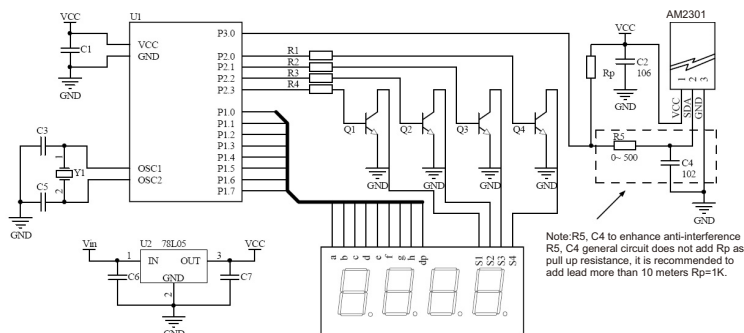 AM2301
U1
VCC
C1
GND
VCC
GND
P3.0
P2.0
P2.1
P2.2
P2.3
P1.0
P1.1
P1.2
P1.3
P1.4
P1.5
P1.6
P1.7
OSC1
OSC2
R1
R2
R3
R4
Q1
Q2
Q3
Q4
GND
GND
GND
GND
VCC
Rp
C2
106
GND
1
2
3
VCC
SDA
GND
R5
0~ 500
C4
102
GND
C3
1
Y1
2
C5
GND
Vin
1
U2
78L05
3
VCC
IN
OUT
GND
2
C6
C7
GND
a
b
c
d
e
f
g
h
dp
S1
S2
S3
S4
Note:R5, C4 to enhance anti-interference
R5, C4 general circuit does not add Rp as
pull up resistance, it is recommended to
add lead more than 10 meters Rp=1K.